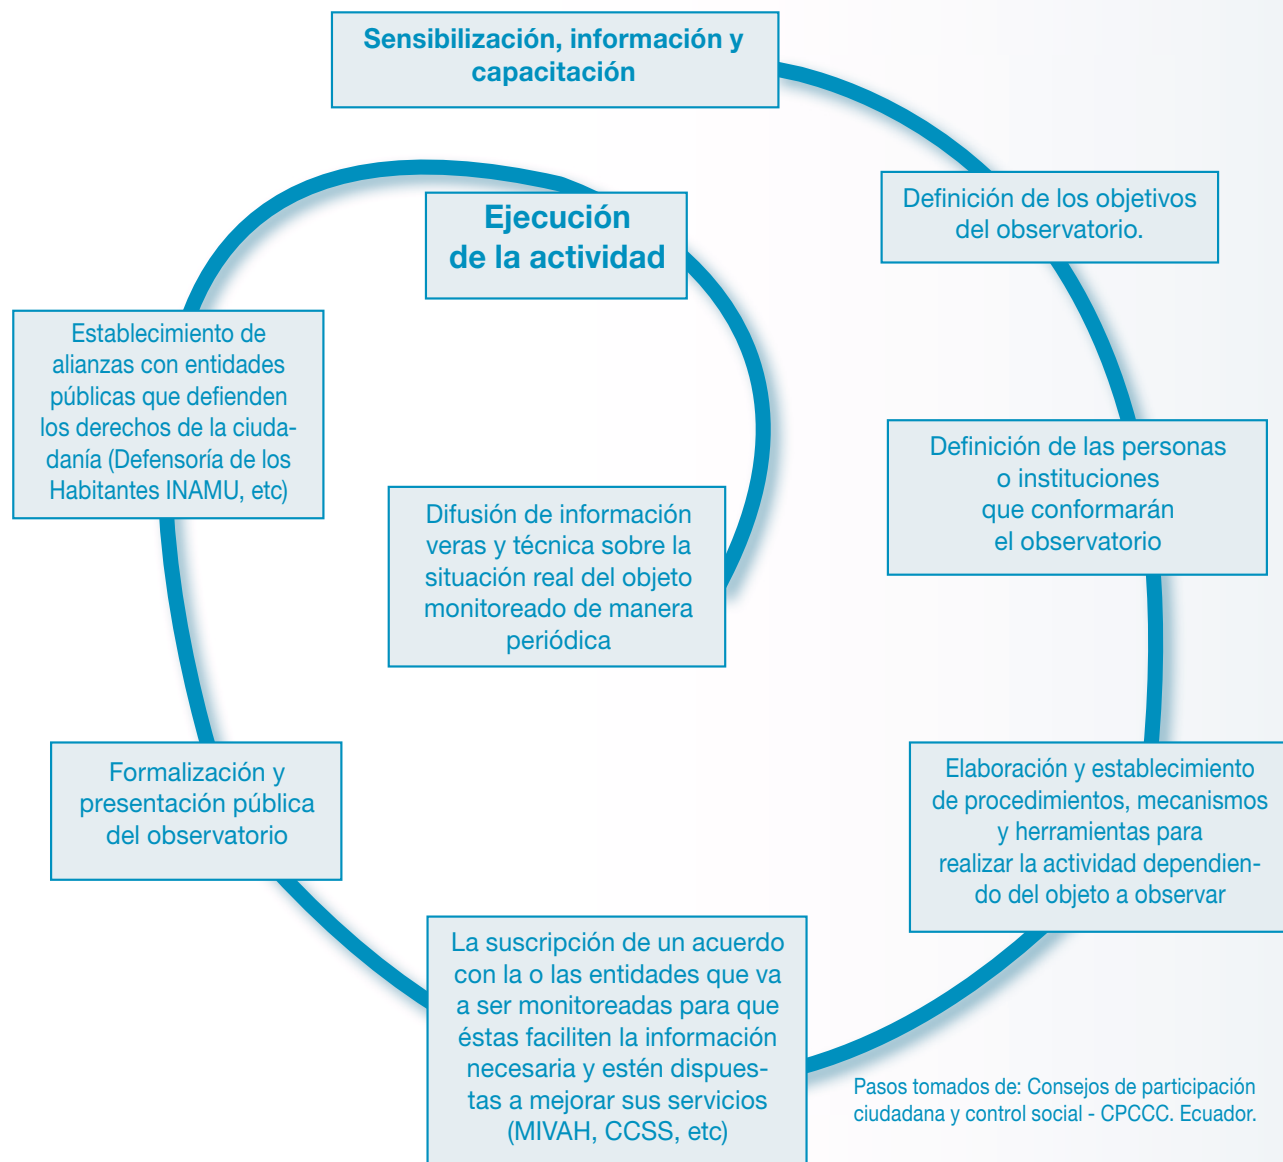 Sensibilización, información y
capacitación
Definición de los objetivos
del observatorio.
Definición de las personas
o instituciones
que conformarán
el observatorio
Elaboración y establecimiento
de procedimientos, mecanismos
y herramientas para
realizar la actividad dependien-
do del objeto a observar
La suscripción de un acuerdo
con la o las entidades que va
a ser monitoreadas para que
éstas faciliten la información
necesaria y estén dispues-
tas a mejorar sus servicios
(MIVAH, CCSS, etc)
Formalización y
presentación pública
del observatorio
Establecimiento de
alianzas con entidades
públicas que defienden
los derechos de la ciuda-
danía (Defensoría de los
Habitantes INAMU, etc)
Ejecución
de la actividad
Difusión de información
veras y técnica sobre la
situación real del objeto
monitoreado de manera
periódica
Pasos tomados de: Consejos de participación
ciudadana y control social - CPCCC. Ecuador.